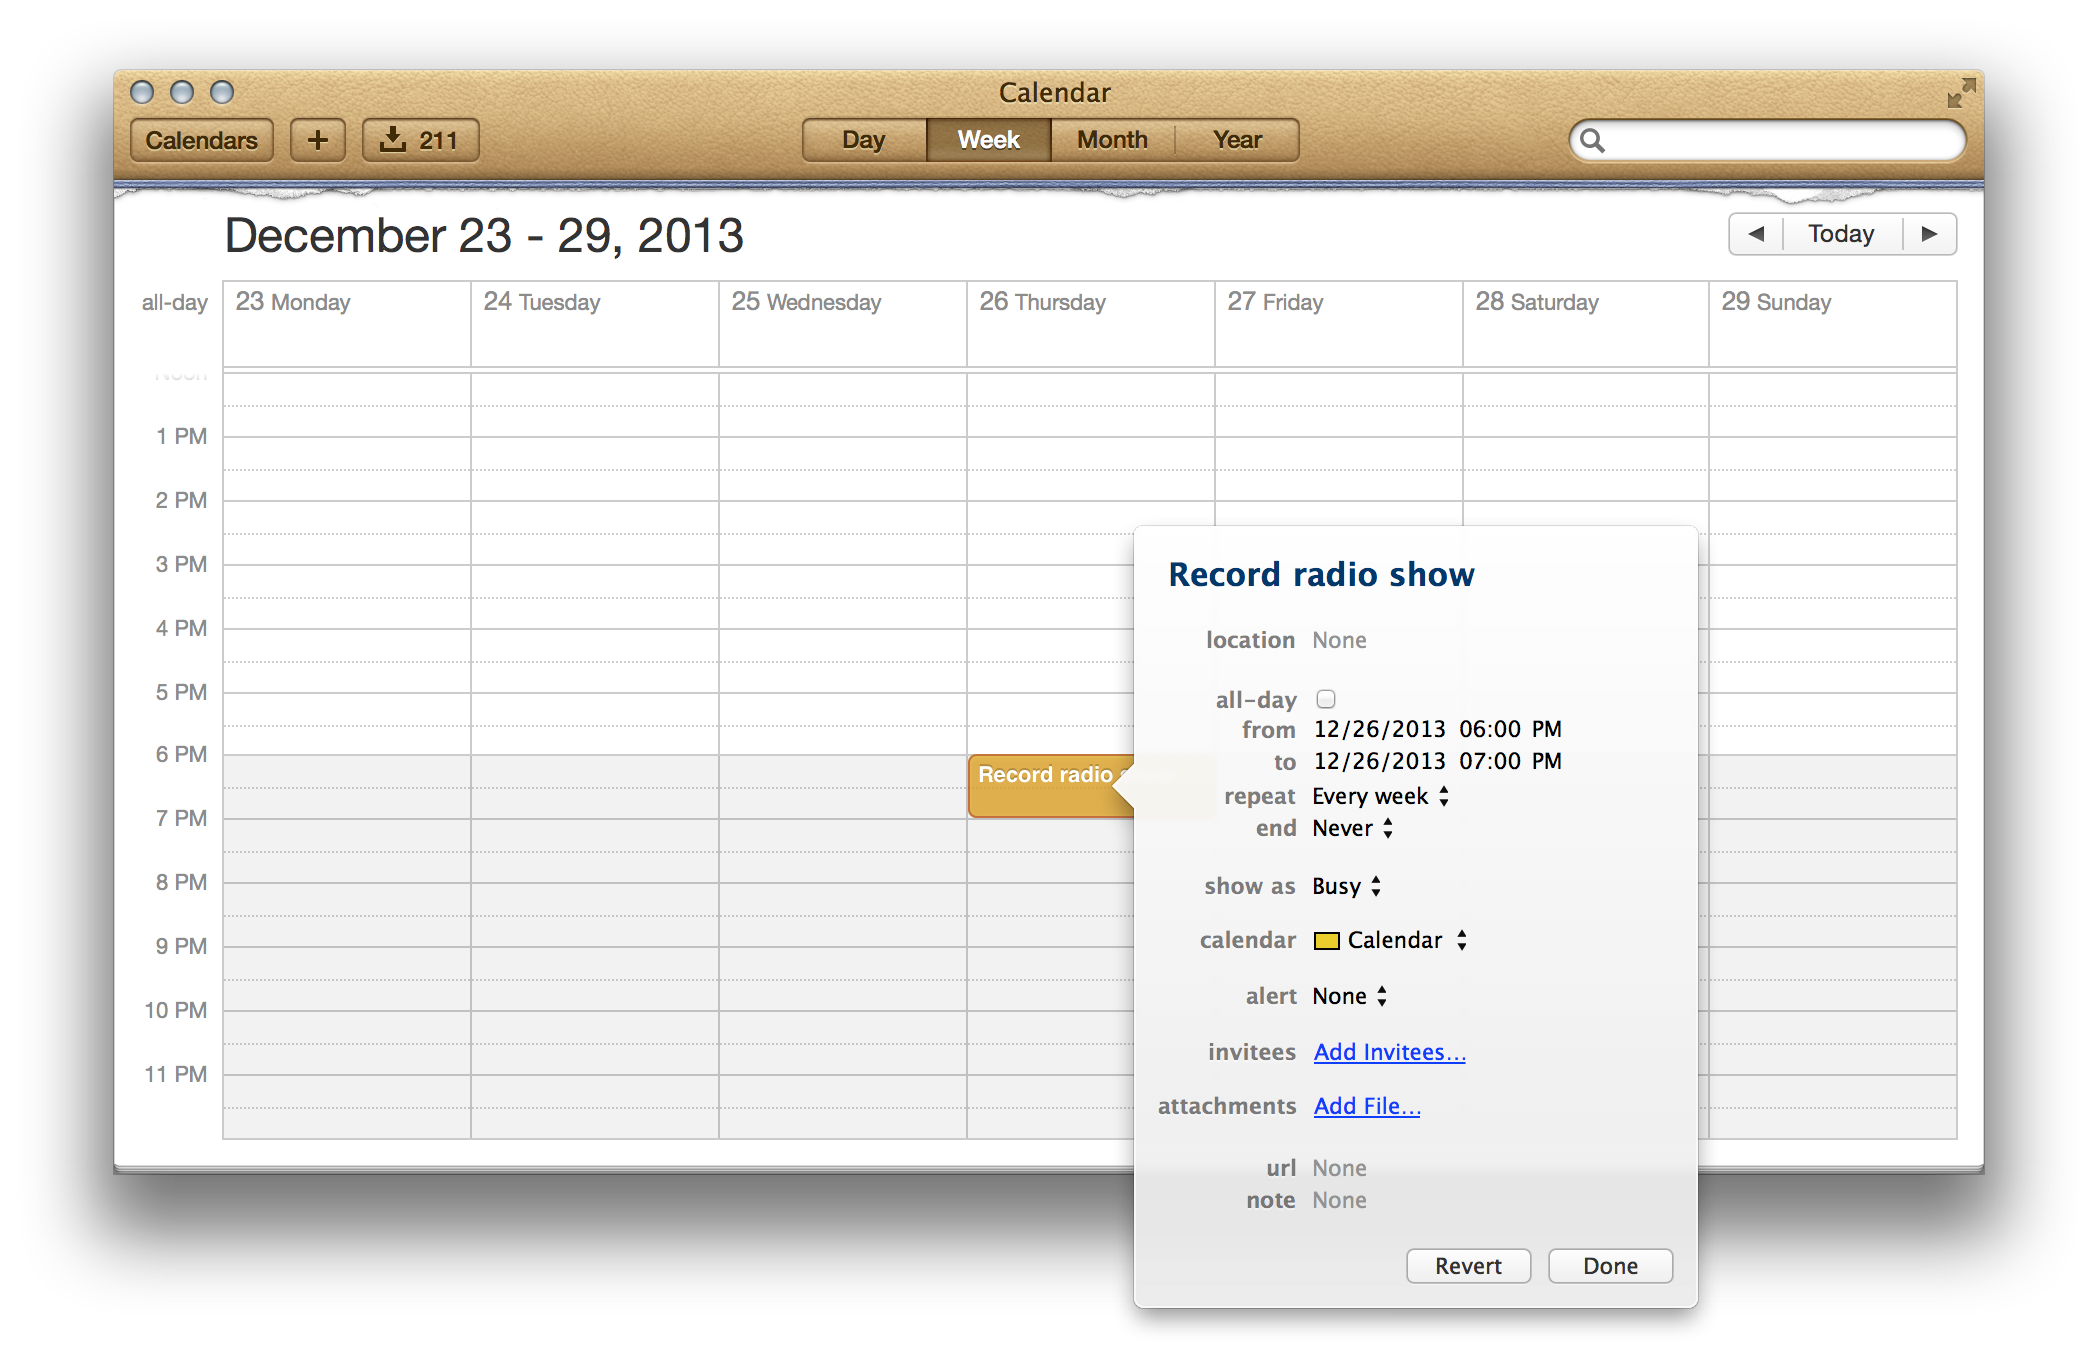 Calendar
Calendars + 211 Day Week Month Year
December 23 - 29, 2013
Today
all-day 23 Monday 24 Tuesday 25 Wednesday 26 Thursday 27 Friday 28 Saturday 29 Sunday
Noon
1 PM
2 PM
3 PM
4 PM
5 PM
6 PM
7 PM
8 PM
9 PM
10 PM
11 PM
Record radio
Record radio show
location None
all-day
from 12/26/2013 06:00 PM
to 12/26/2013 07:00 PM
repeat Every week
end Never
show as Busy
calendar Calendar
alert None
invitees Add Invitees...
attachments Add File...
url None
note None
Revert Done